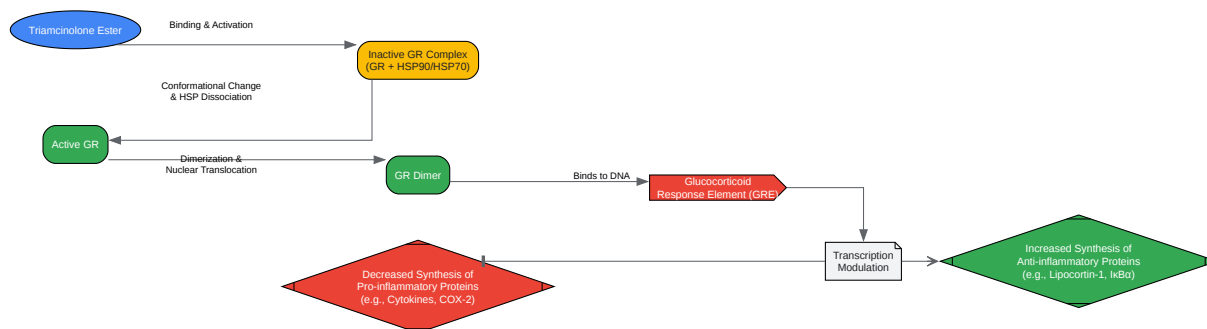 Triamcinolone Ester
Binding & Activation
Inactive GR Complex
(GR + HSP90/HSP70)
Conformational Change
& HSP Dissociation
Active GR
Dimerization &
Nuclear Translocation
GR Dimer
Binds to DNA
Glucocorticoid
Response Element (GRE)
Transcription
Modulation
Increased Synthesis of
Anti-inflammatory Proteins
(e.g., Lipocortin-1, IκBα)
Decreased Synthesis of
Pro-inflammatory Proteins
(e.g., Cytokines, COX-2)